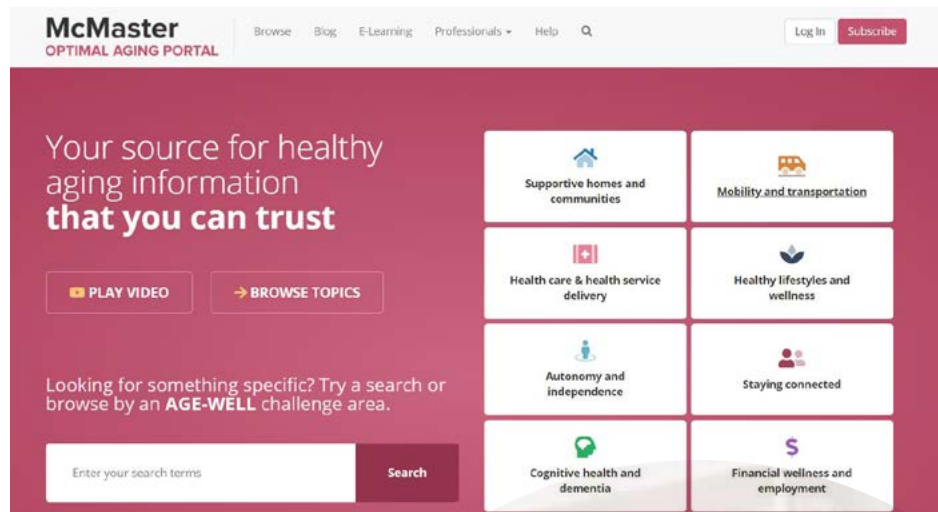 McMaster
OPTIMAL AGING PORTAL
Browse
Blog
E-Learning
Professionals
Help
Log In
Subscribe
Your source for healthy
aging information
that you can trust
PLAY VIDEO
BROWSE TOPICS
Looking for something specific? Try a search or
browse by an AGE-WELL challenge area.
Enter your search terms
Search
Supportive homes and
communities
Mobility and transportation
Health care & health service
delivery
Healthy lifestyles and
wellness
Autonomy and
independence
Staying connected
Cognitive health and
dementia
Financial wellness and
employment